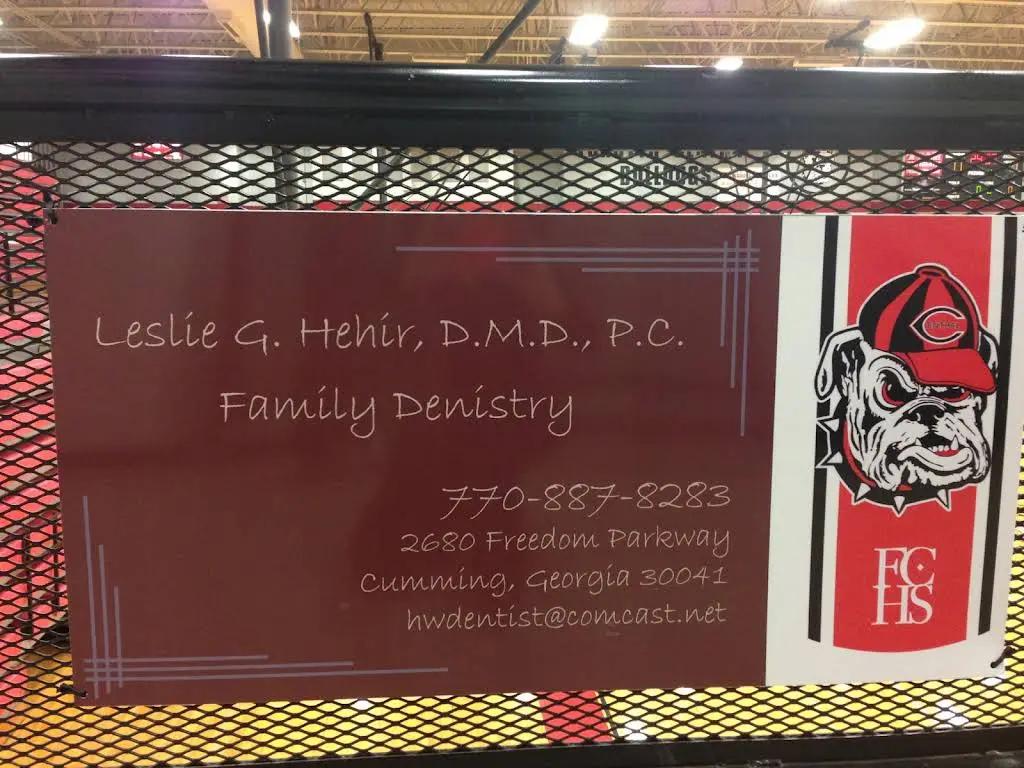 BULLDOGS
Leslie G. Hehir, D.M.D., P.C.
Family Denistry
770-887-8283
2680 Freedom Parkway
Cumming, Georgia 30041
hwdentist@comcast.net
C
FC
HS